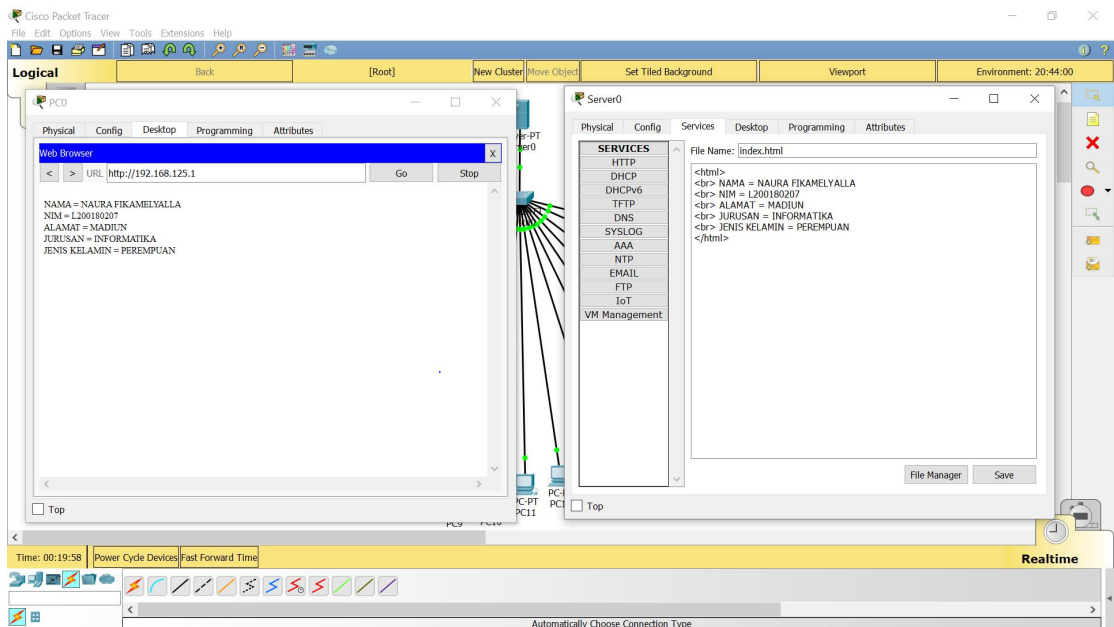 Cisco Packet Tracer
File Edit Options View Tools Extensions Help
Logical Back [Root] New Cluster Move Object Set Tiled Background Viewport Environment: 20:44:00
PC0
Physical Config Desktop Programming Attributes
Web Browser X
< > URL http://192.168.125.1 Go Stop
NAMA = NAURA FIKAMELYALLA
NIM = L200180207
ALAMAT = MADIUN
JURUSAN = INFORMATIKA
JENIS KELAMIN = PEREMPUAN
Top
Server0
Physical Config Services Desktop Programming Attributes
SERVICES
HTTP
DHCP
DHCPv6
TFTP
DNS
SYSLOG
AAA
NTP
EMAIL
FTP
IoT
VM Management
File Name: index.html
<html>
<br> NAMA = NAURA FIKAMELYALLA
<br> NIM = L200180207
<br> ALAMAT = MADIUN
<br> JURUSAN = INFORMATIKA
<br> JENIS KELAMIN = PEREMPUAN
</html>
File Manager Save
Top
PC-PT
PC11
PC9 PC10
Time: 00:19:58 Power Cycle Devices Fast Forward Time Realtime
Automatically Choose Connection Type